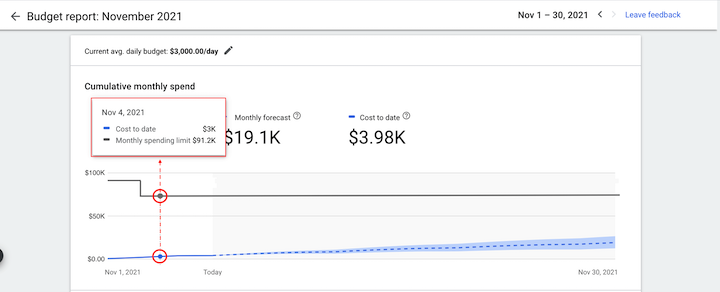 ← Budget report: November 2021
Nov 1 – 30, 2021 < > Leave feedback
Current avg. daily budget: $3,000.00/day
Cumulative monthly spend
Nov 4, 2021
Cost to date $3K
Monthly spending limit $91.2K
Monthly forecast
$19.1K
Cost to date
$3.98K
$100K
$50K
$0.00
Nov 1, 2021 Today Nov 30, 2021